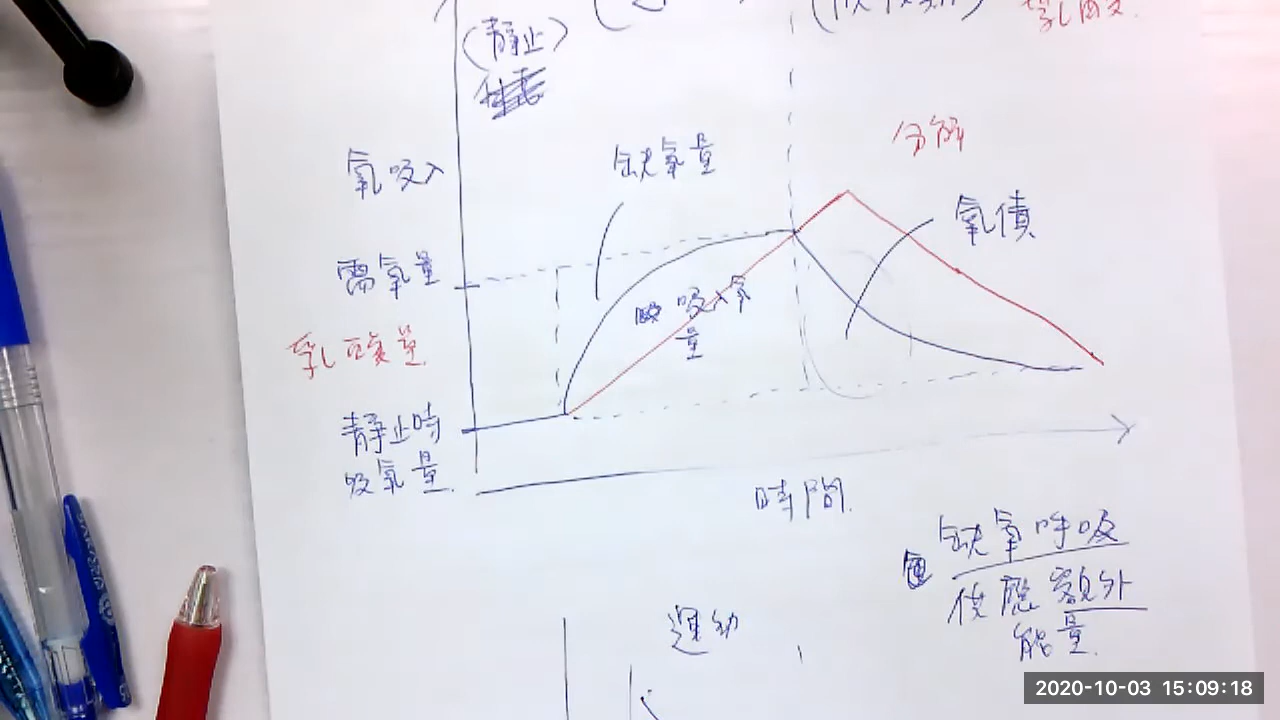 (靜止)
分解
缺氧量
氧吸入
氧債
需氧量
吸入氧
量
乳酸量
靜止時
吸氧量
時間
缺氧呼吸
供應額外
能量
運動
2020-10-03 15:09:18